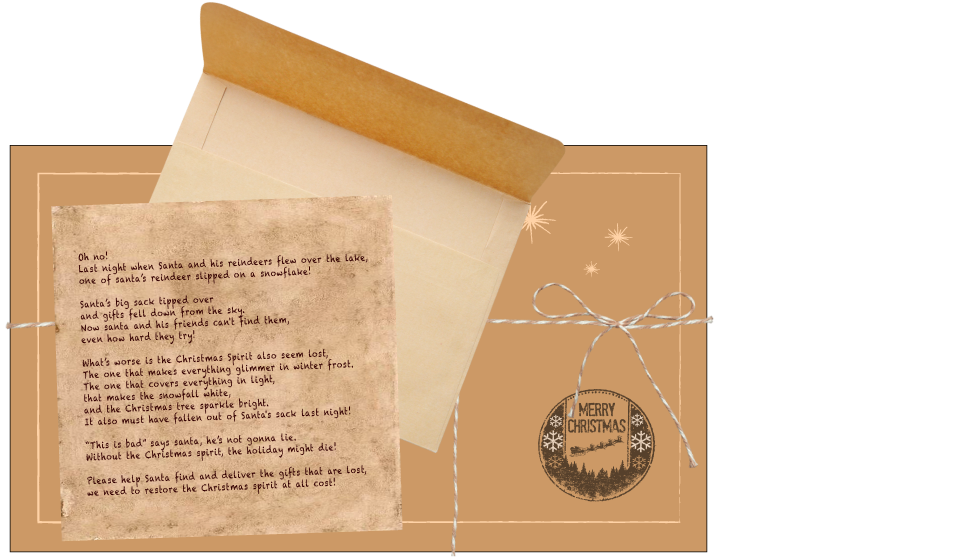 Oh no!
Last night when Santa and his reindeers flew over the lake,
one of santa's reindeer slipped on a snowflake!
Santa's big sack tipped over
and gifts fell down from the sky.
Now santa and his friends can't find them,
even how hard they try!
What's worse is the Christmas Spirit also seem lost,
The one that makes everything glimmer in winter frost.
The one that covers everything in light,
that makes the snowfall white,
and the Christmas tree sparkle bright.
It also must have fallen out of Santa's sack last night!
"This is bad" says santa, he's not gonna lie.
Without the Christmas spirit, the holiday might die!
Please help Santa find and deliver the gifts that are lost,
we need to restore the Christmas spirit at all cost!
MERRY
CHRISTMAS